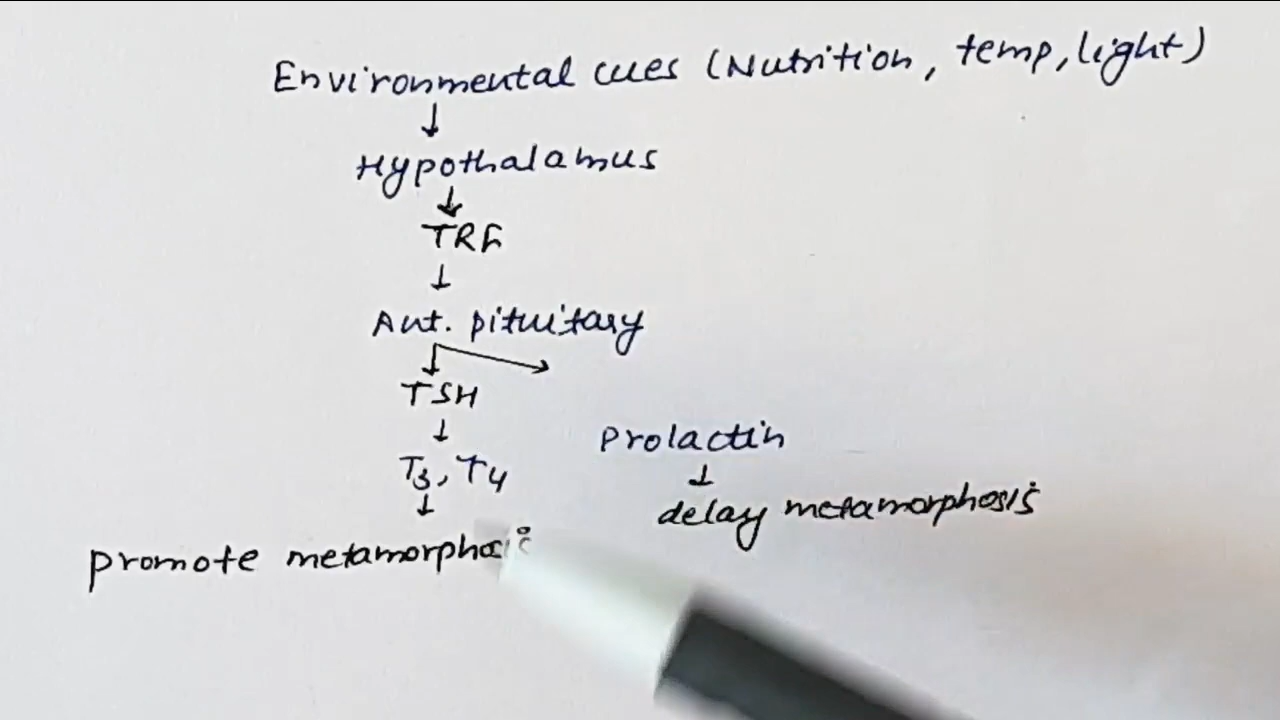 Environmental cues (Nutrition, temp, light)
↓
Hypothalamus
↓
TRF
↓
Ant. pituitary
↓
TSH
↓
Prolactin
T3, T4
↓
↓
delay metamorphosis
promote metamorphosis